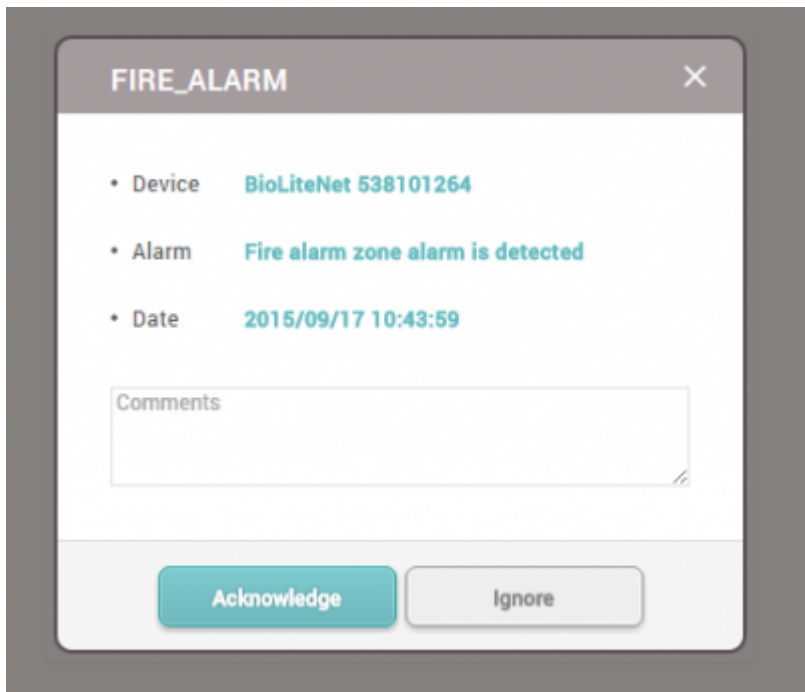 FIRE_ALARM
• Device BioLiteNet 538101264
• Alarm Fire alarm zone alarm is detected
• Date 2015/09/17 10:43:59
Comments
Acknowledge Ignore